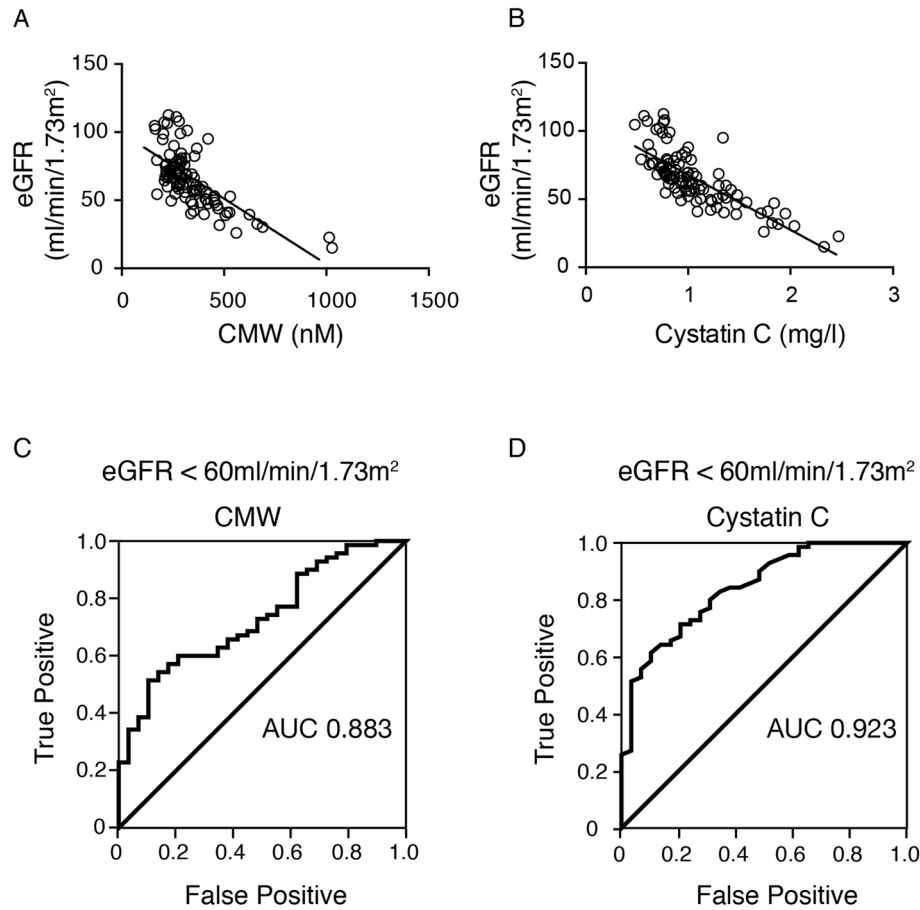 A
150
100
50
0
eGFR
(ml/min/1.73m²)
0 500 1000 1500
CMW (nM)
B
150
100
50
0
eGFR
(ml/min/1.73m²)
0 1 2 3
Cystatin C (mg/l)
C
eGFR < 60ml/min/1.73m²
CMW
1.0
0.8
0.6
0.4
0.2
0
True Positive
AUC 0.883
0 0.2 0.4 0.6 0.8 1.0
False Positive
D
eGFR < 60ml/min/1.73m²
Cystatin C
1.0
0.8
0.6
0.4
0.2
0
True Positive
AUC 0.923
0 0.2 0.4 0.6 0.8 1.0
False Positive